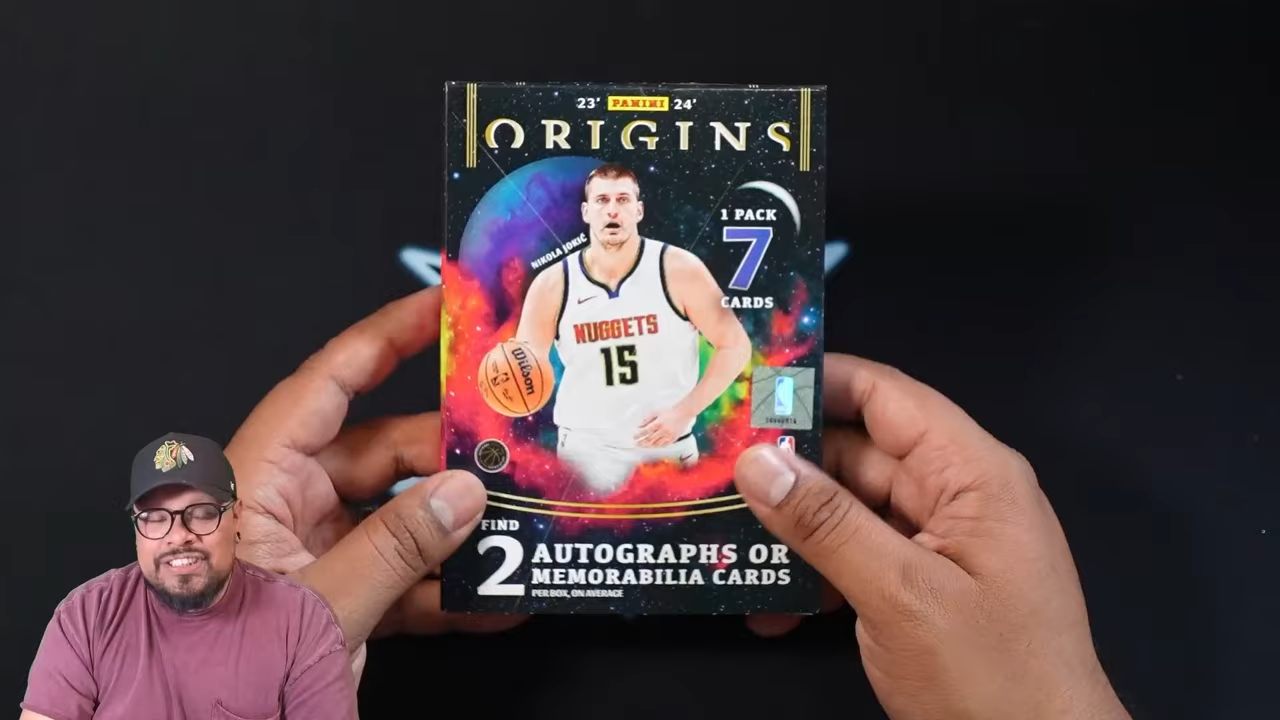 23' PANINI 24'
ORIGINS
1 PACK
7
CARDS
NIKOLA JOKIĆ
Wilson
NUGGETS
15
FIND
2 AUTOGRAPHS OR
MEMORABILIA CARDS
PER BOX, ON AVERAGE